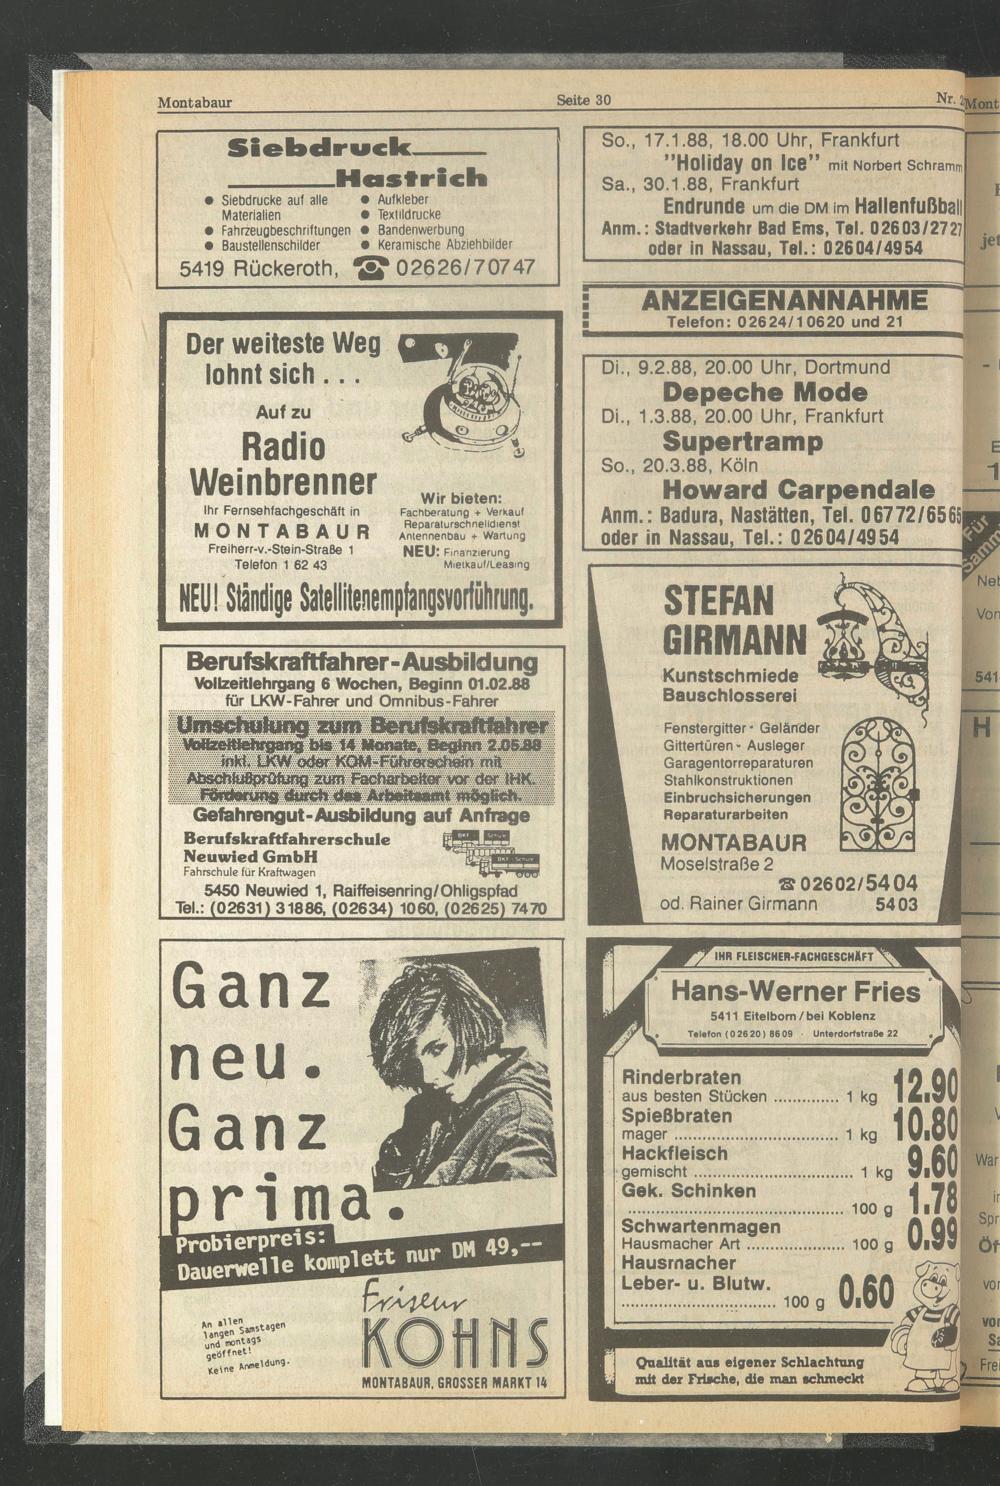 Montabaur
Seite 30
Nr.
Siebdruck
Hastrich
● Siebdrucke auf alle
Materialien
● Fahrzeugbeschriftungen
● Baustellenschilder
● Aufkleber
● Textildrucke
● Bandenwerbung
● Keramische Abziehbilder
5419 Rückeroth, ☎ 02626/70747
Der weiteste Weg
lohnt sich . . .
Auf zu
Radio
Weinbrenner
Ihr Fernsehfachgeschäft in
MONTABAUR
Freiherr-v.-Stein-Straße 1
Telefon 1 62 43
Wir bieten:
Fachberatung + Verkauf
Reparaturschnelldienst
Antennenbau + Wartung
NEU: Finanzierung
Mietkauf/Leasing
NEU! Ständige Satellitenempfangsvorführung.
Berufskraftfahrer-Ausbildung
Vollzeitlehrgang 6 Wochen, Beginn 01.02.88
für LKW-Fahrer und Omnibus-Fahrer
Umschulung zum Berufskraftfahrer
Vollzeitlehrgang bis 14 Monate, Beginn 2.05.88
inkl. LKW oder KOM-Führerschein mit
Abschlußprüfung zum Facharbeiter vor der IHK.
Förderung durch das Arbeitsamt möglich.
Gefahrengut-Ausbildung auf Anfrage
Berufskraftfahrerschule
Neuwied GmbH
Fahrschule für Kraftwagen
BKF - Schule
BKF - Schule
5450 Neuwied 1, Raiffeisenring/Ohligspfad
Tel.: (02631) 31886, (02634) 1060, (02625) 7470
Ganz
neu.
Ganz
prima.
Probierpreis:
Dauerwelle komplett nur DM 49,--
An allen
langen Samstagen
und montags
geöffnet!
Keine Anmeldung.
Friseur
KOHNS
MONTABAUR, GROSSER MARKT 14
So., 17.1.88, 18.00 Uhr, Frankfurt
"Holiday on Ice" mit Norbert Schramm
Sa., 30.1.88, Frankfurt
Endrunde um die DM im Hallenfußball
Anm.: Stadtverkehr Bad Ems, Tel. 02603/2727
oder in Nassau, Tel.: 02604/4954
ANZEIGENANNAHME
Telefon: 02624/10620 und 21
Di., 9.2.88, 20.00 Uhr, Dortmund
Depeche Mode
Di., 1.3.88, 20.00 Uhr, Frankfurt
Supertramp
So., 20.3.88, Köln
Howard Carpendale
Anm.: Badura, Nastätten, Tel. 06772/6565
oder in Nassau, Tel.: 02604/4954
STEFAN
GIRMANN
Kunstschmiede
Bauschlosserei
Fenstergitter - Geländer
Gittertüren - Ausleger
Garagentorreparaturen
Stahlkonstruktionen
Einbruchsicherungen
Reparaturarbeiten
MONTABAUR
Moselstraße 2
☎ 02602/5404
od. Rainer Girmann 5403
IHR FLEISCHER-FACHGESCHÄFT
Hans-Werner Fries
5411 Eitelborn/bei Koblenz
Telefon (02620) 8609 · Unterdorfstraße 22
Rinderbraten
aus besten Stücken .............. 1 kg 12.90
Spießbraten
mager .................................... 1 kg 10.80
Hackfleisch
gemischt ................................... 1 kg 9.60
Gek. Schinken
................................................ 100 g 1.78
Schwartenmagen
Hausmacher Art ...................... 100 g 0.99
Hausmacher
Leber- u. Blutw.
................................... 100 g 0.60
Qualität aus eigener Schlachtung
mit der Frische, die man schmeckt
Mont
jet
Für
Samm
Neb
Von
541
H
War
Spr
Öf
vor
Frei